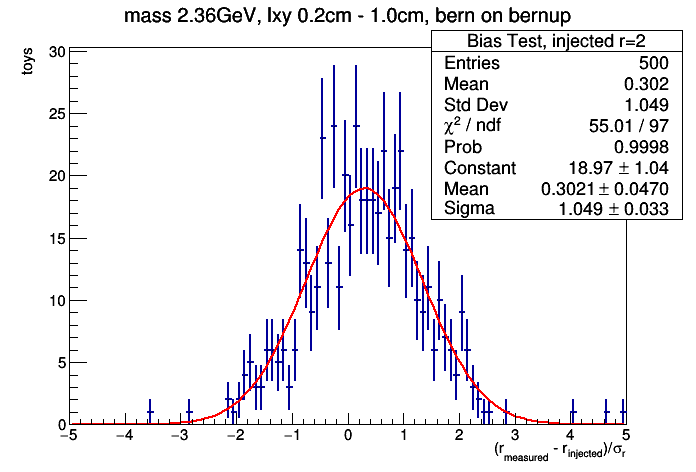 mass 2.36GeV, lxy 0.2cm - 1.0cm, bern on bernup
Bias Test, injected r=2
Entries 500
Mean 0.302
Std Dev 1.049
χ² / ndf 55.01 / 97
Prob 0.9998
Constant 18.97 ± 1.04
Mean 0.3021 ± 0.0470
Sigma 1.049 ± 0.033
toys
30
25
20
15
10
5
0
−5 −4 −3 −2 −1 0 1 2 3 4 5
(r_measured - r_injected)/σ_r